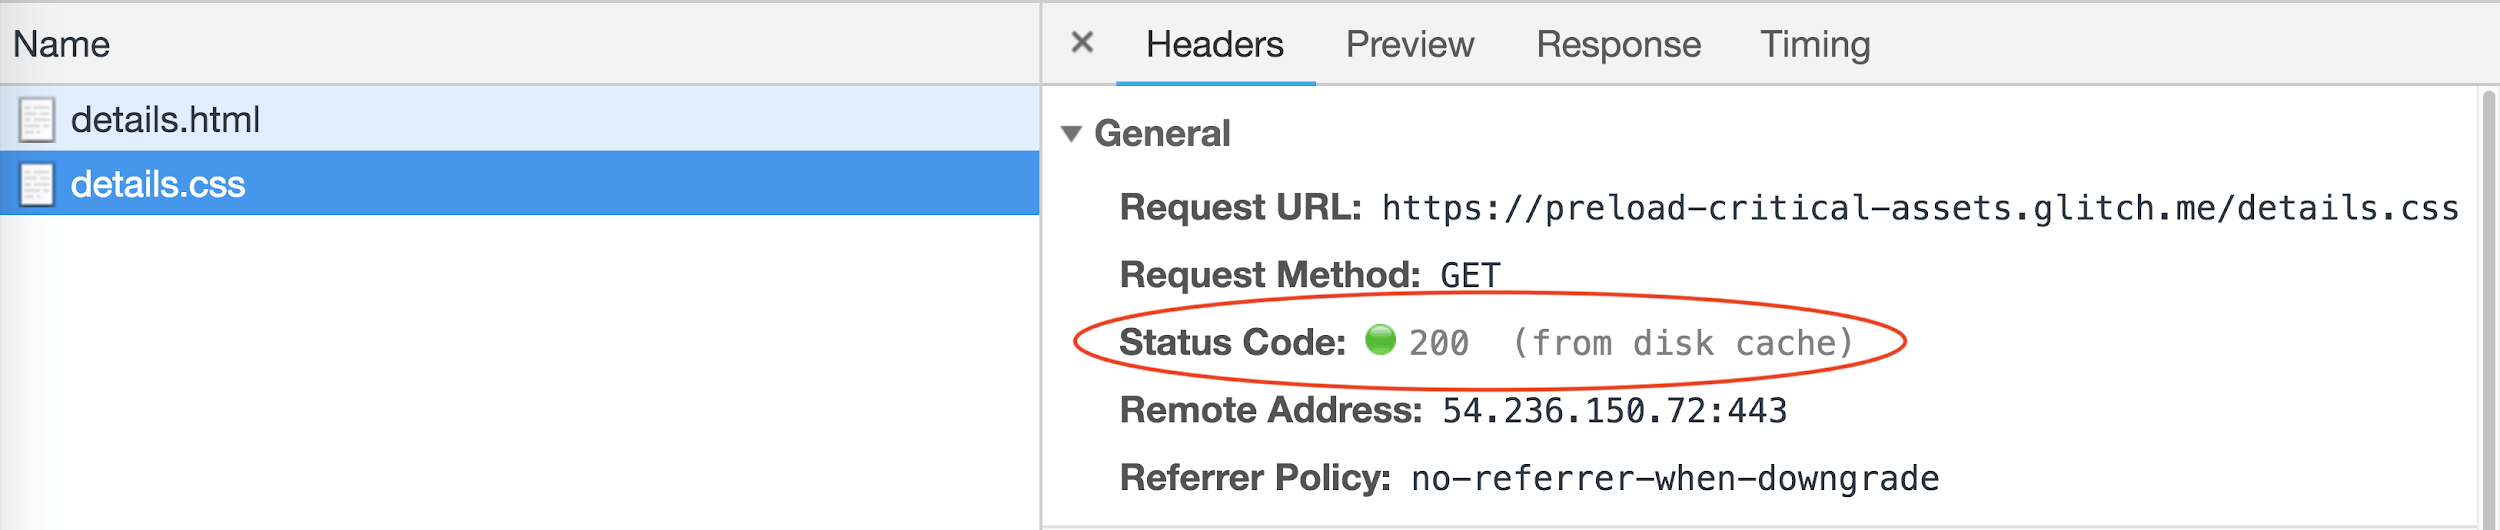 Name
details.html
details.css
Headers Preview Response Timing
General
Request URL: https://preload-critical-assets.glitch.me/details.css
Request Method: GET
Status Code: 200 (from disk cache)
Remote Address: 54.236.150.72:443
Referrer Policy: no-referrer-when-downgrade